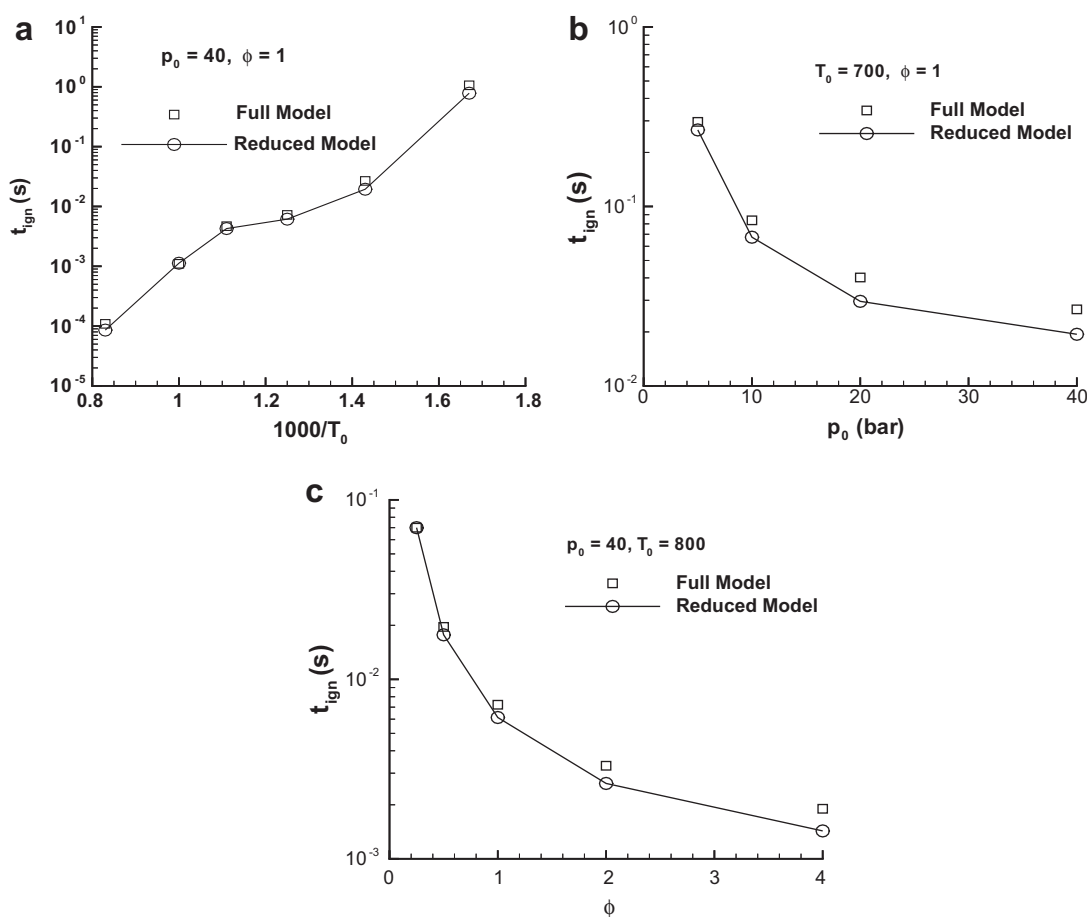 a
p₀ = 40, ϕ = 1
Full Model
Reduced Model
10¹
10⁰
10⁻¹
10⁻²
10⁻³
10⁻⁴
10⁻⁵
t_ign (s)
0.8 1 1.2 1.4 1.6 1.8
1000/T₀
b
T₀ = 700, ϕ = 1
Full Model
Reduced Model
10⁰
10⁻¹
10⁻²
t_ign (s)
0 10 20 30 40
p₀ (bar)
c
p₀ = 40, T₀ = 800
Full Model
Reduced Model
10⁻¹
10⁻²
10⁻³
t_ign (s)
0 1 2 3 4
ϕ